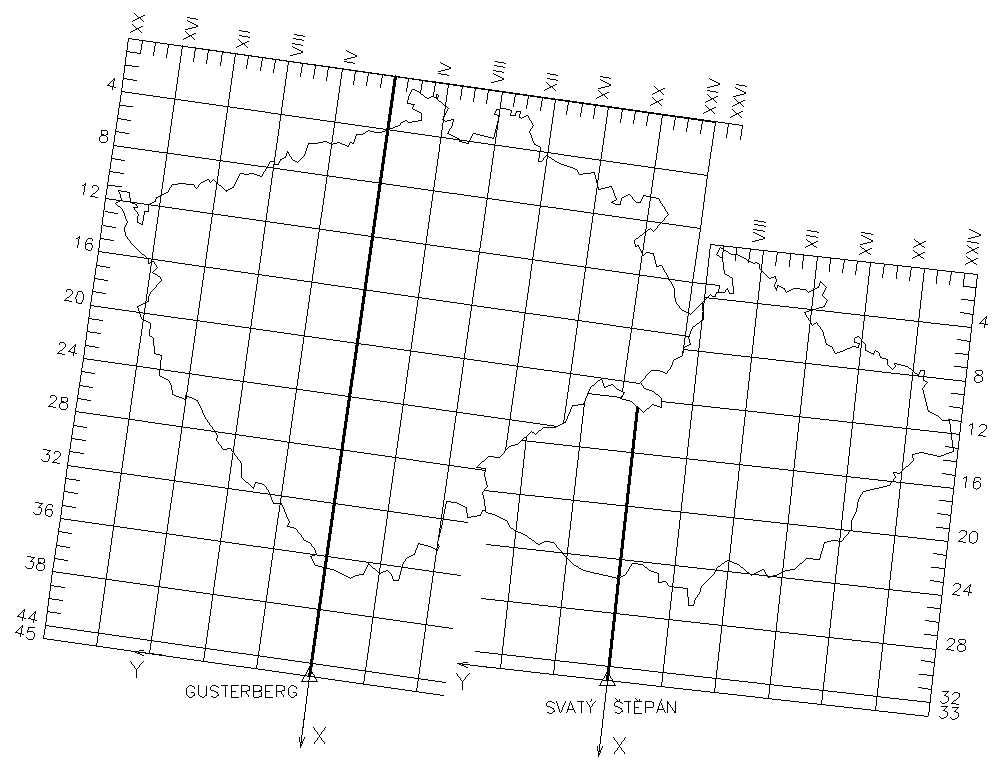 XX XVI XII VIII IV IV VIII XII XVI XX XXIV XXVI
4
8
12
16
20
24
28
32
36
38
44
45
VIII XII XVI XX XXIV
4
8
12
16
20
24
28
32
33
Y
GUSTERBERG
X
Y
SVATÝ ŠTĚPÁN
X